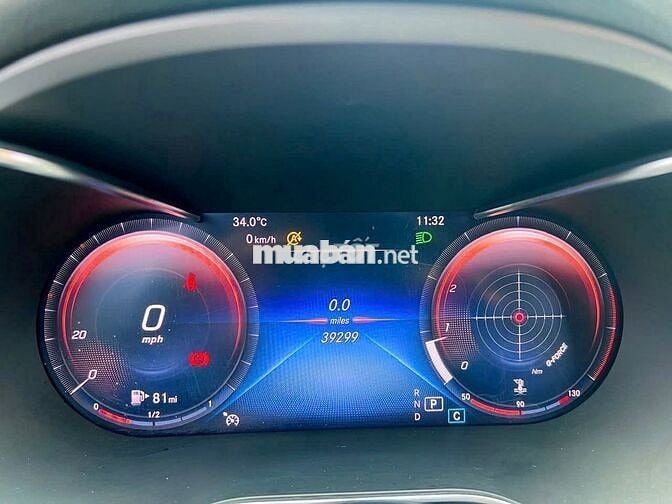 34.0°C
11:32
0 km/h
muaban.net
0
mph
20
0
81 mi
0
1/2
1
0.0
miles
39299
2
1
0
G-FORCE
Nm
50
90
130
R
N
D
P
C